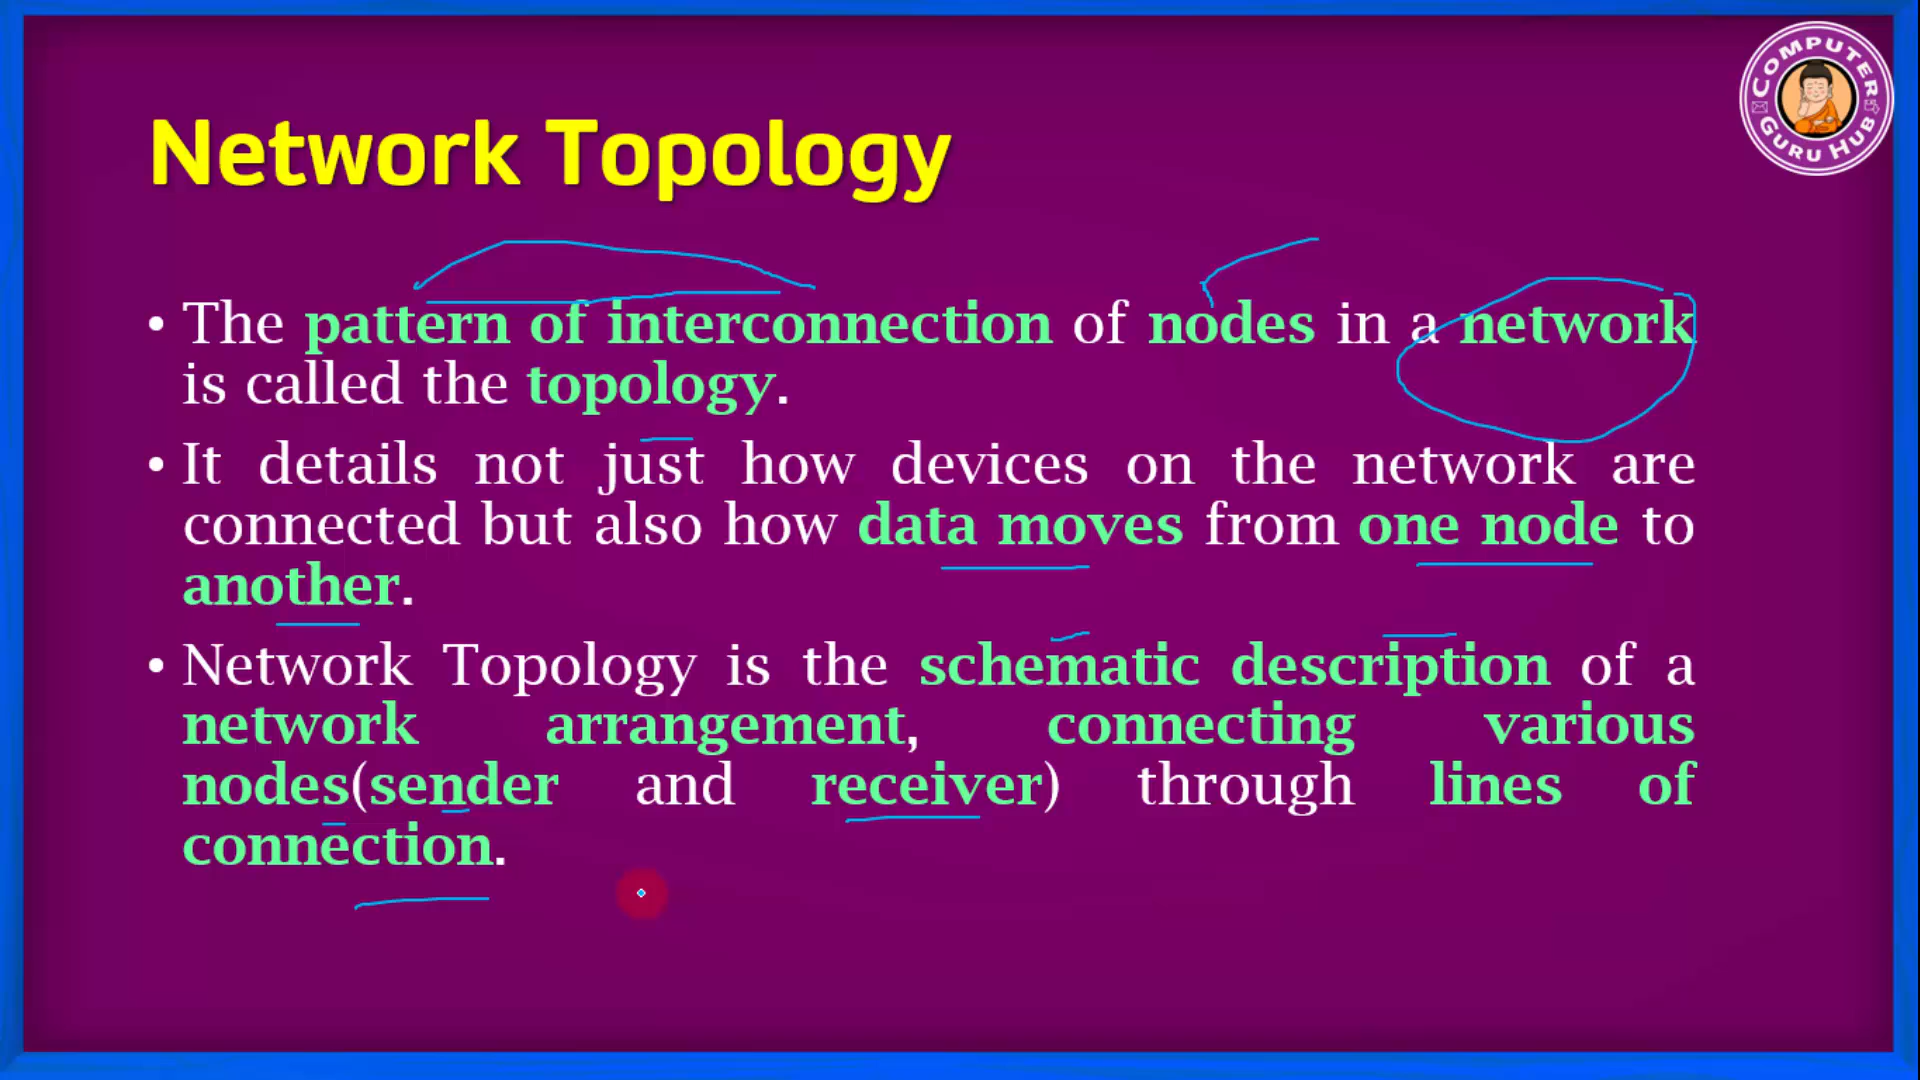 COMPUTER
GURU HUB
Network Topology
• The pattern of interconnection of nodes in a network
is called the topology.
• It details not just how devices on the network are
connected but also how data moves from one node to
another.
• Network Topology is the schematic description of a
network arrangement, connecting various
nodes(sender and receiver) through lines of
connection.